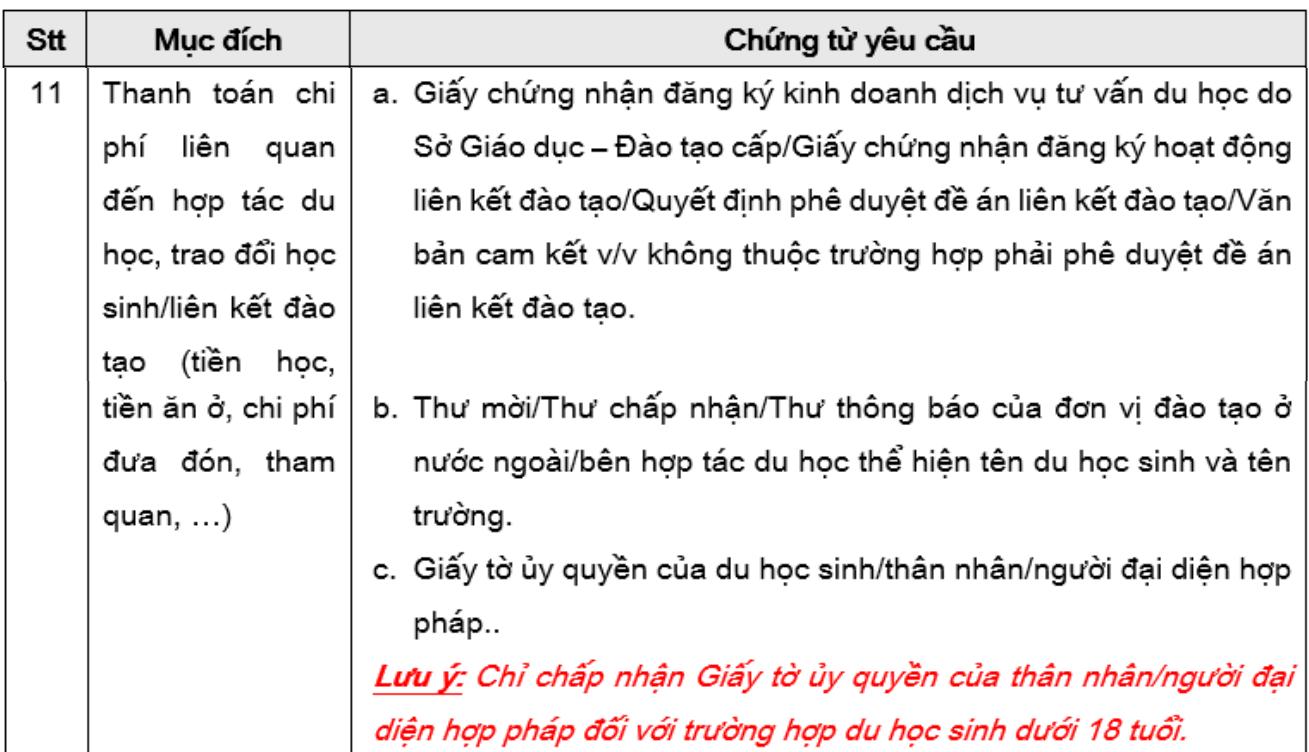 Stt
Mục đích
Chứng từ yêu cầu
11
Thanh toán chi
phí liên quan
đến hợp tác du
học, trao đổi học
sinh/liên kết đào
tạo (tiền học,
tiền ăn ở, chi phí
đưa đón, tham
quan, …)
a. Giấy chứng nhận đăng ký kinh doanh dịch vụ tư vấn du học do
Sở Giáo dục – Đào tạo cấp/Giấy chứng nhận đăng ký hoạt động
liên kết đào tạo/Quyết định phê duyệt đề án liên kết đào tạo/Văn
bản cam kết v/v không thuộc trường hợp phải phê duyệt đề án
liên kết đào tạo.
b. Thư mời/Thư chấp nhận/Thư thông báo của đơn vị đào tạo ở
nước ngoài/bên hợp tác du học thể hiện tên du học sinh và tên
trường.
c. Giấy tờ ủy quyền của du học sinh/thân nhân/người đại diện hợp
pháp..
Lưu ý: Chỉ chấp nhận Giấy tờ ủy quyền của thân nhân/người đại
diện hợp pháp đối với trường hợp du học sinh dưới 18 tuổi.